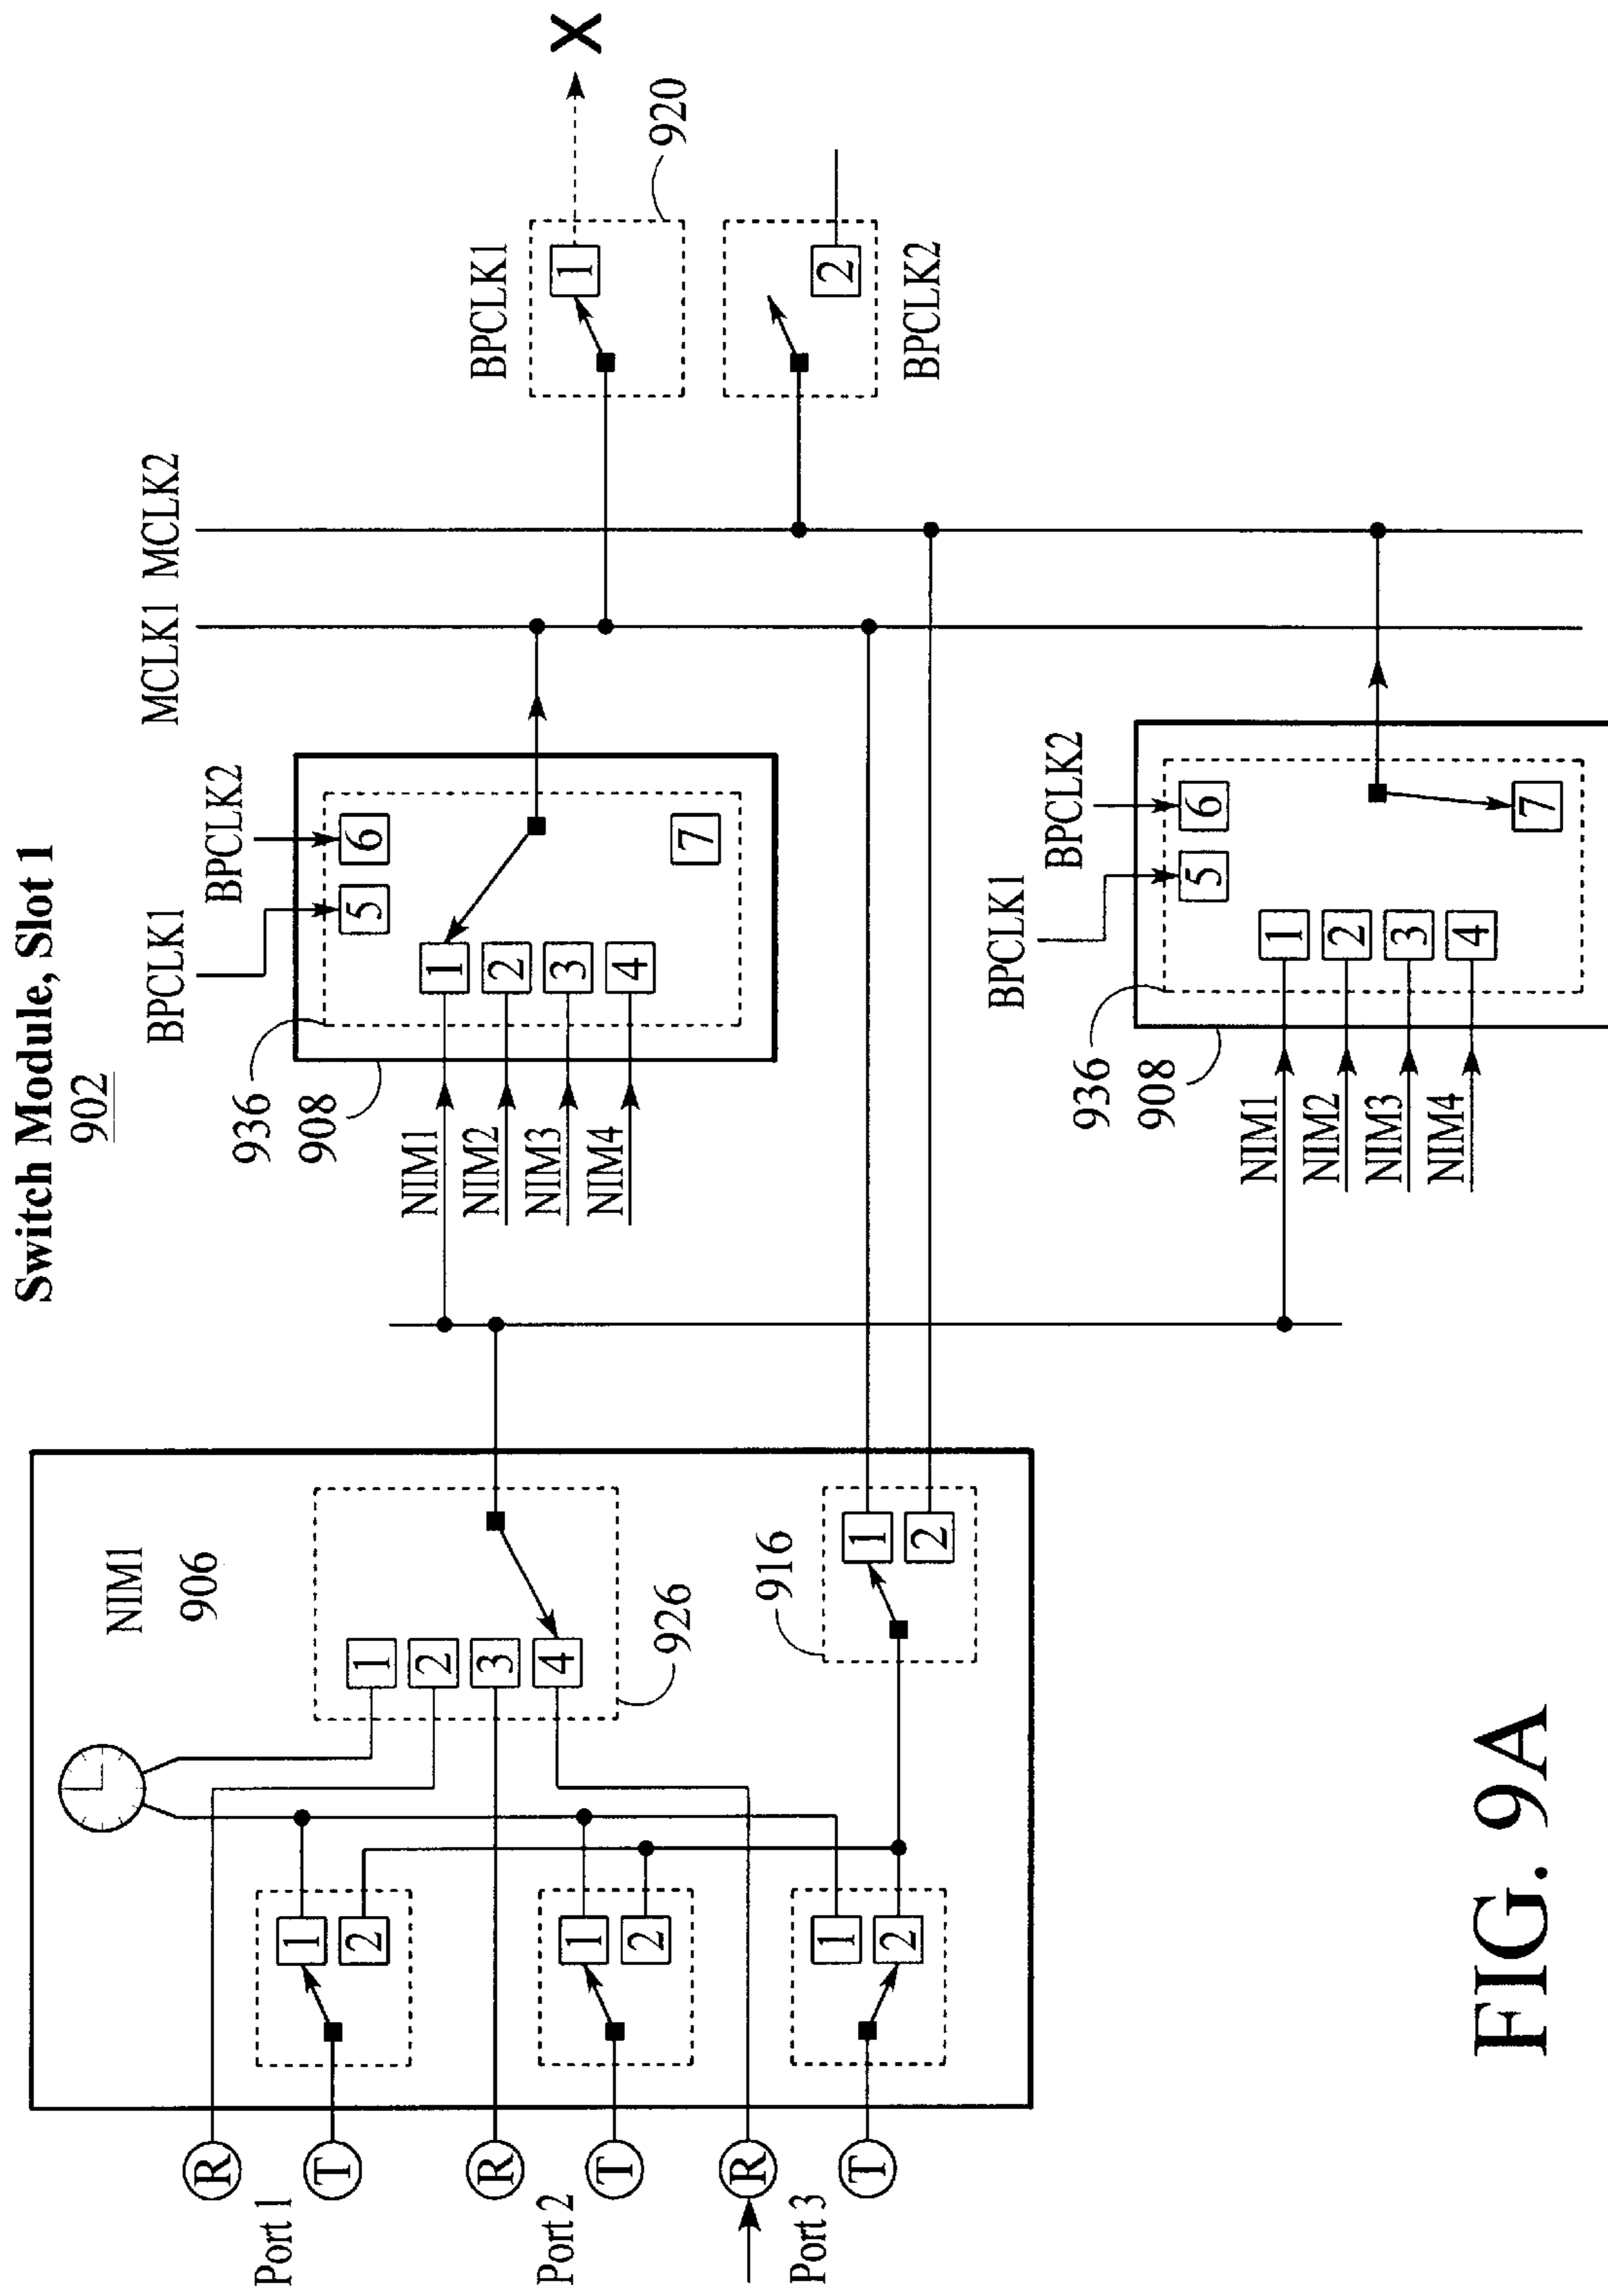 Switch Module, Slot 1
902
NIM1
906
1
2
3
4
926
916
1
2
1
2
1
2
1
2
R
T
Port 1
R
T
Port 2
R
T
Port 3
BPCLK1
BPCLK2
936
908
NIM1
NIM2
NIM3
NIM4
1
2
3
4
5
6
7
MCLK1 MCLK2
BPCLK1
1
X
920
2
BPCLK2
BPCLK1
BPCLK2
936
908
NIM1
NIM2
NIM3
NIM4
1
2
3
4
5
6
7
FIG. 9A